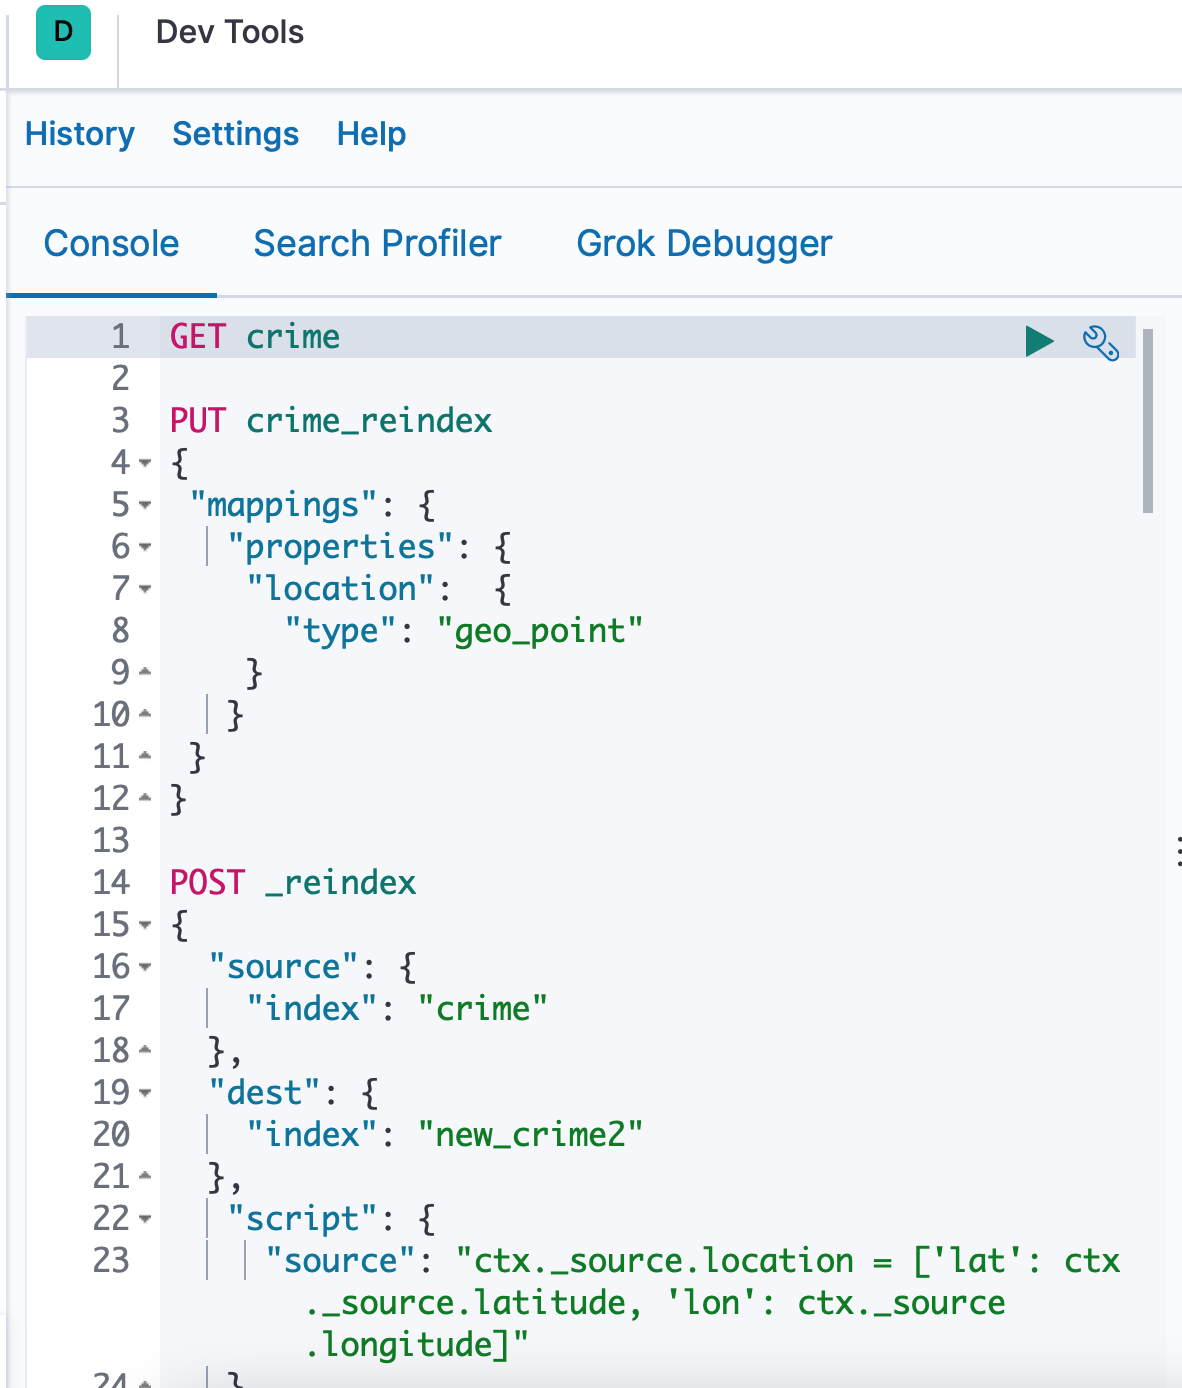 D Dev Tools
History Settings Help
Console Search Profiler Grok Debugger
1 GET crime
2
3 PUT crime_reindex
4 {
5 "mappings": {
6 "properties": {
7 "location":  {
8 "type": "geo_point"
9 }
10 }
11 }
12 }
13
14 POST _reindex
15 {
16 "source": {
17 "index": "crime"
18 },
19 "dest": {
20 "index": "new_crime2"
21 },
22 "script": {
23 "source": "ctx._source.location = ['lat': ctx
._source.latitude, 'lon': ctx._source
.longitude]"
24 }